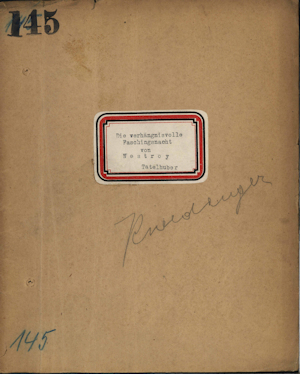 145
Die verhängnisvolle
Faschingsnacht
von
Nestroy
Tatelhuber
145